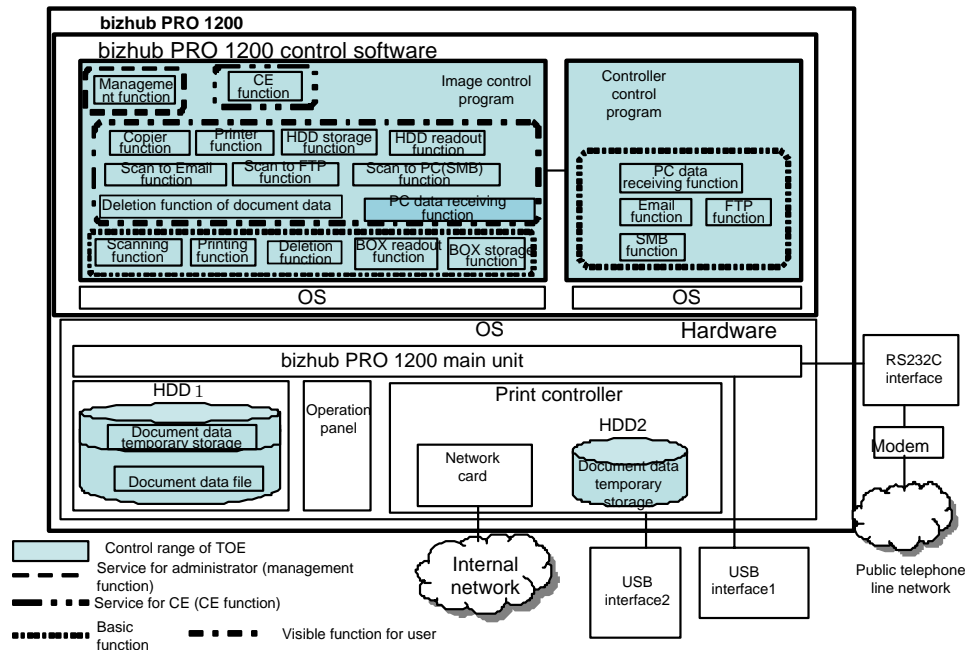 bizhub PRO 1200
bizhub PRO 1200 control software
Manageme
nt function
CE
function
Image control
program
Controller
control
program
Copier
function
Printer
function
HDD storage
function
HDD readout
function
Scan to Email
function
Scan to FTP
function
Scan to PC(SMB)
function
Deletion function of document data
PC data receiving
function
Scanning
function
Printing
function
Deletion
function
BOX readout
function
BOX storage
function
PC data
receiving function
Email
function
FTP
function
SMB
function
OS
OS
OS
Hardware
bizhub PRO 1200 main unit
RS232C
interface
HDD 1
Document data
temporary storage
Document data file
Operation
panel
Print controller
Network
card
HDD2
Document data
temporary
storage
Modem
Internal
network
USB
interface2
USB
interface1
Public telephone
line network
Control range of TOE
Service for administrator (management
function)
Service for CE (CE function)
Basic
function
Visible function for user